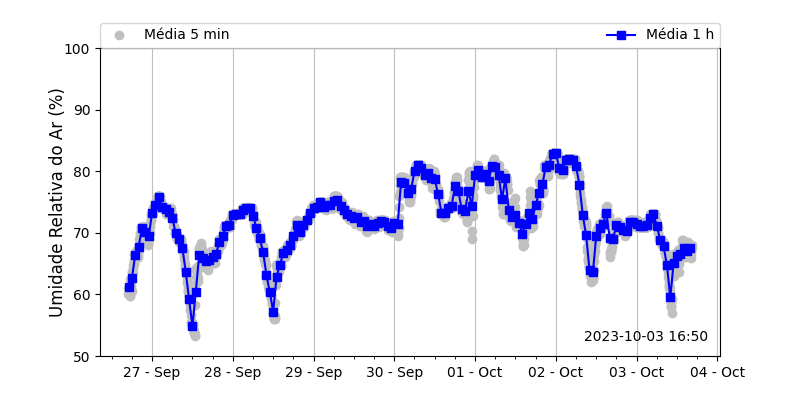 Média 5 min
Média 1 h
Umidade Relativa do Ar (%)
100
90
80
70
60
50
2023-10-03 16:50
27 - Sep
28 - Sep
29 - Sep
30 - Sep
01 - Oct
02 - Oct
03 - Oct
04 - Oct